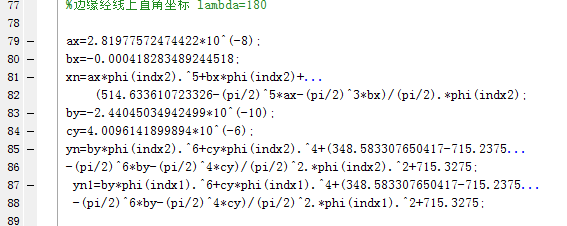 77 %边缘经线上直角坐标 lambda=180
78
79 - ax=2.81977572474422*10^(-8);
80 - bx=-0.000418283489244518;
81 - xn=ax*phi(indx2).^5+bx*phi(indx2)+...
82 (514.633610723326-(pi/2)^5*ax-(pi/2)^3*bx)/(pi/2).*phi(indx2);
83 - by=-2.44045034942499*10^(-10);
84 - cy=4.0096141899894*10^(-6);
85 - yn=by*phi(indx2).^6+cy*phi(indx2).^4+(348.583307650417-715.2375...
86 -(pi/2)^6*by-(pi/2)^4*cy)/(pi/2)^2.*phi(indx2).^2+715.3275;
87 - yn1=by*phi(indx1).^6+cy*phi(indx1).^4+(348.583307650417-715.2375...
88 -(pi/2)^6*by-(pi/2)^4*cy)/(pi/2)^2.*phi(indx1).^2+715.3275;
89